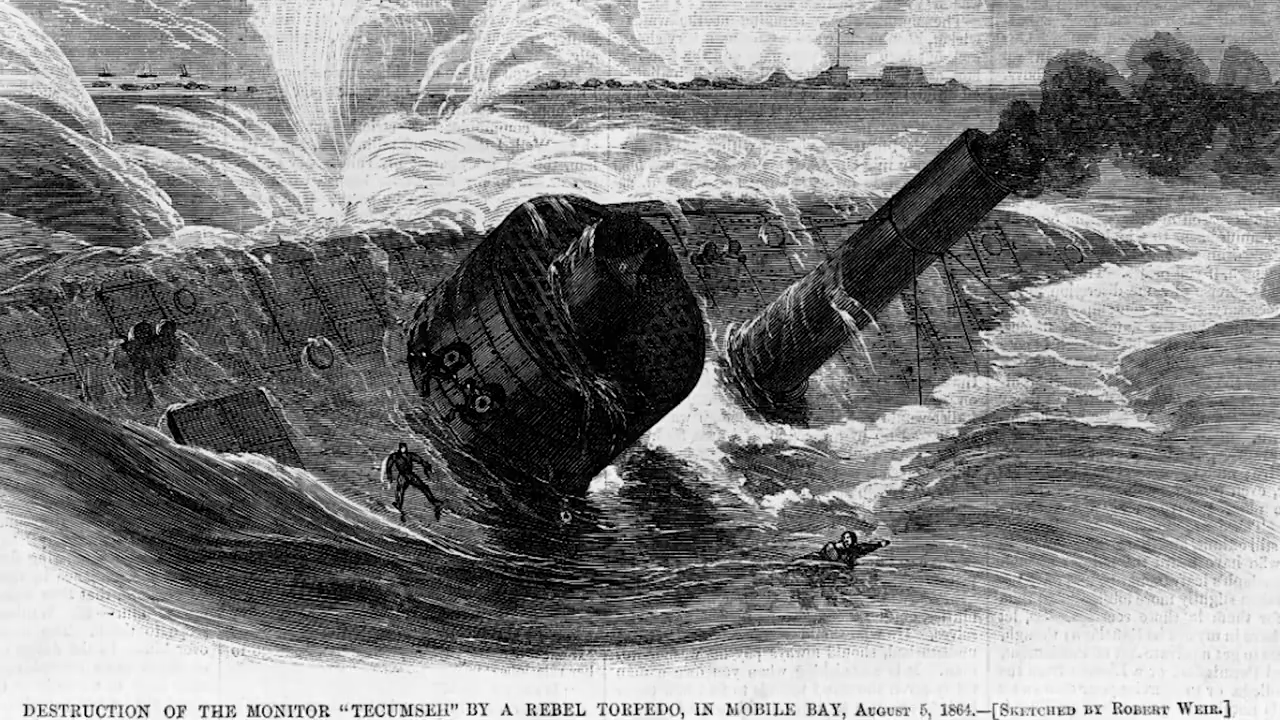 DESTRUCTION OF THE MONITOR “TECUMSEH” BY A REBEL TORPEDO, IN MOBILE BAY, August 5, 1864.—[Sketched by Robert Weir.]